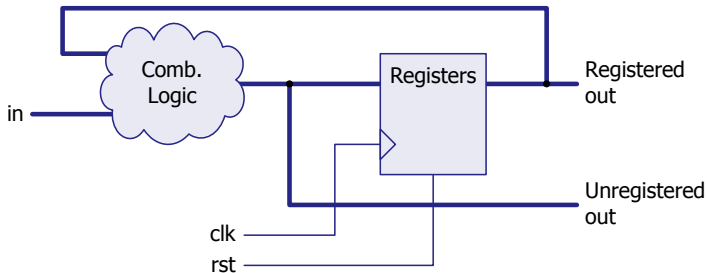 Comb.
Logic
Registers
Registered
out
in
Unregistered
out
clk
rst